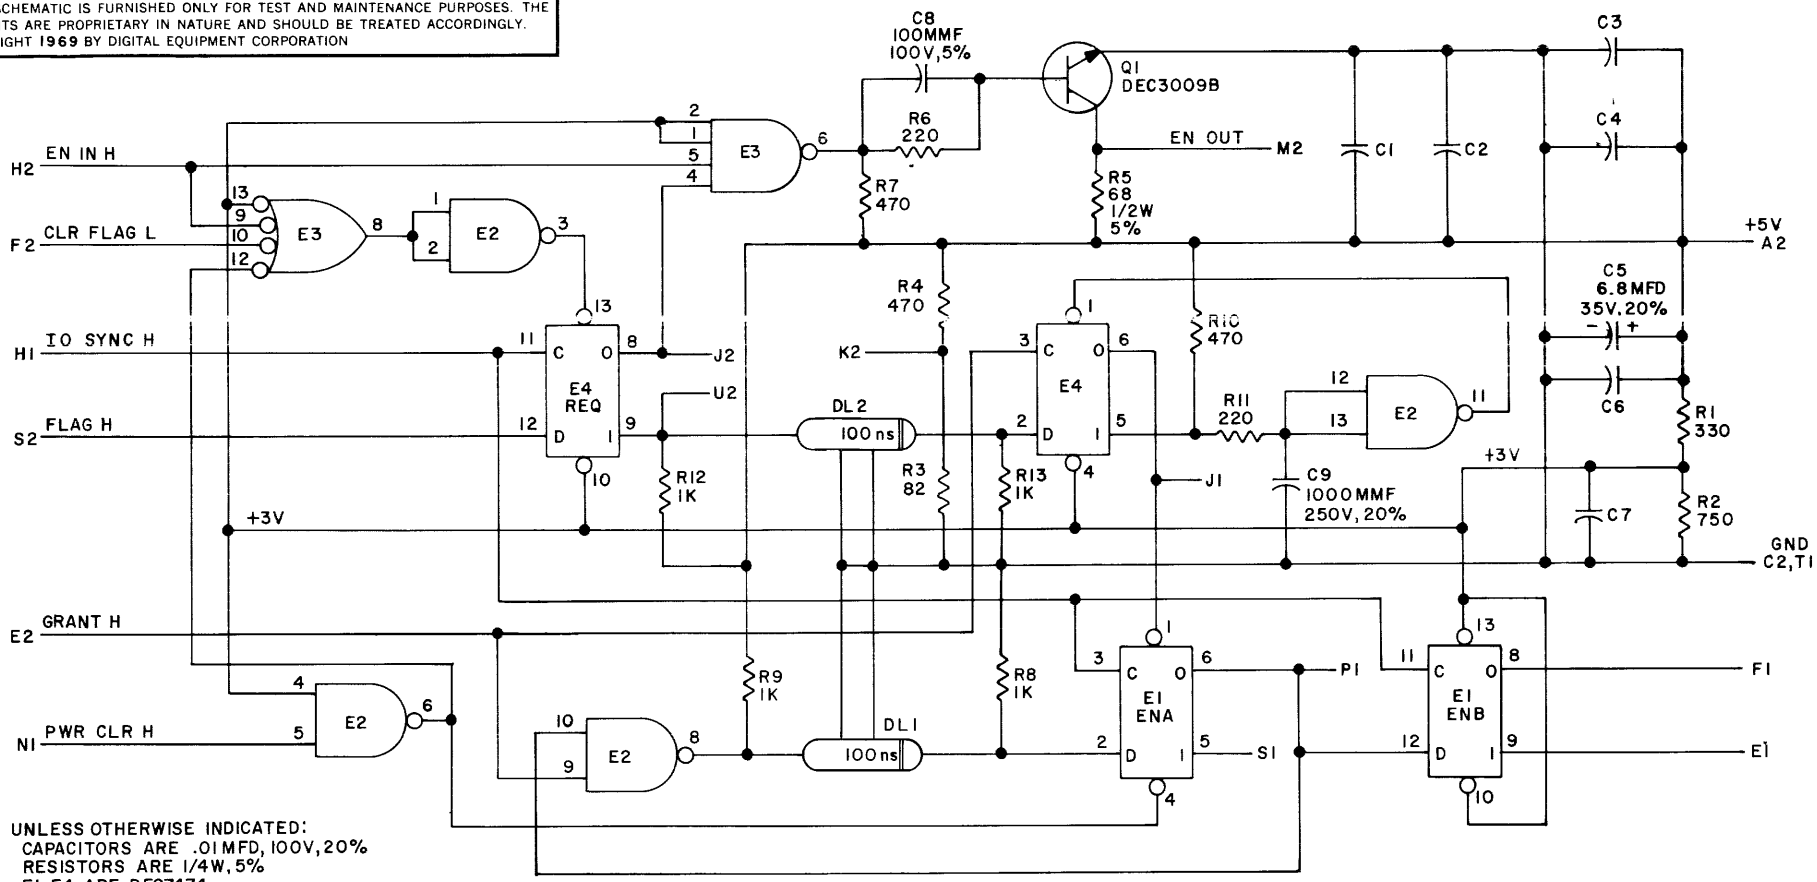 SCHEMATIC IS FURNISHED ONLY FOR TEST AND MAINTENANCE PURPOSES. THE
TS ARE PROPRIETARY IN NATURE AND SHOULD BE TREATED ACCORDINGLY.
IGHT 1969 BY DIGITAL EQUIPMENT CORPORATION
C8
100MMF
100V,5%
Q1
DEC3009B
C3
C4
R6
220
2
1
5
4
E3
6
EN OUT
M2
C1
C2
H2
EN IN H
R7
470
R5
68
1/2W
5%
13
9
10
12
E3
8
1
2
E2
3
F2
CLR FLAG L
+5V
A2
R4
470
R10
470
C5
6.8MFD
35V,20%
- +
C6
13
1
H1
IO SYNC H
11
C
0
8
J2
E4
REQ
K2
3
C
0
6
E4
12
13
E2
11
U2
DL2
100 ns
R11
220
R1
330
S2
FLAG H
12
D
1
9
2
D
1
5
10
4
R12
1K
R3
82
R13
1K
J1
C9
1000MMF
250V,20%
+3V
+3V
C7
R2
750
GND
C2,T1
E2
GRANT H
1
13
R9
1K
R8
1K
3
C
0
6
P1
E1
ENA
11
C
0
8
F1
E1
ENB
4
5
E2
6
N1
PWR CLR H
10
9
E2
8
DL1
100 ns
2
D
1
5
S1
12
D
1
9
E1
4
10
UNLESS OTHERWISE INDICATED:
CAPACITORS ARE .01MFD, 100V, 20%
RESISTORS ARE 1/4W, 5%